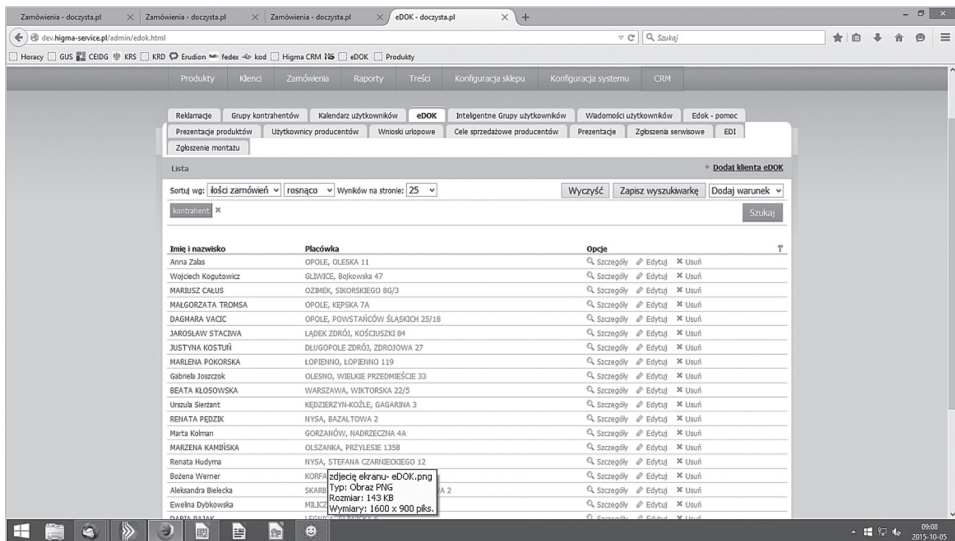 Zamówienia - doczysta.pl × Zamówienia - doczysta.pl × Zamówienia - doczysta.pl × eDOK - doczysta.pl × +
dev.higma-service.pl/admin/edok.html Szukaj
Horacy GUS CEIDG KRS KRD Erudion fedex kod Higma CRM eDOK Produkty
Produkty Klienci Zamówienia Raporty Treści Konfiguracja sklepu Konfiguracja systemu CRM
Reklamacje Grupy kontrahentów Kalendarz użytkowników eDOK Inteligentne Grupy użytkowników Wiadomości użytkowników Edok - pomoc
Prezentacje produktów Użytkownicy producentów Wnioski urlopowe Cele sprzedażowe producentów Prezentacje Zgłoszenia serwisowe EDI
Zgłoszenie montażu
Lista Dodaj klienta eDOK
Sortuj wg: ilości zamówień rosnąco Wyników na stronie: 25 Wyczyść Zapisz wyszukiwarkę Dodaj warunek
kontrahent ×
Szukaj
Imię i nazwisko Placówka Opcje
Anna Zalas OPOLE, OLESKA 11 Szczegóły Edytuj Usuń
Wojciech Kogutowicz GLIWICE, Bojkowska 47 Szczegóły Edytuj Usuń
MARIUSZ CAŁUS OZIMEK, SIKORSKIEGO 8G/3 Szczegóły Edytuj Usuń
MAŁGORZATA TROMSA OPOLE, KĘPSKA 7A Szczegóły Edytuj Usuń
DAGMARA VACIC OPOLE, POWSTAŃCÓW ŚLĄSKICH 25/18 Szczegóły Edytuj Usuń
JAROSŁAW STACIWA LĄDEK ZDRÓJ, KOŚCIUSZKI 84 Szczegóły Edytuj Usuń
JUSTYNA KOSTUŃ DŁUGOPOLE ZDRÓJ, ZDROJOWA 27 Szczegóły Edytuj Usuń
MARLENA POKORSKA ŁOPIENNO, ŁOPIENNO 119 Szczegóły Edytuj Usuń
Gabriela Joszczok OLESNO, WIELKIE PRZEDMIEŚCIE 33 Szczegóły Edytuj Usuń
BEATA KŁOSOWSKA WARSZAWA, WIKTORSKA 22/5 Szczegóły Edytuj Usuń
Urszula Sierżant KĘDZIERZYN-KOŹLE, GAGARINA 3 Szczegóły Edytuj Usuń
RENATA PĘDZIK NYSA, BAZALTOWA 2 Szczegóły Edytuj Usuń
Marta Kolman GORZANÓW, NADRZECZNA 4A Szczegóły Edytuj Usuń
MARZENA KAMIŃSKA OLSZANKA, PRZYLESIE 135B Szczegóły Edytuj Usuń
Renata Hudyma NYSA, STEFANA CZARNIECKIEGO 12 Szczegóły Edytuj Usuń
Bożena Werner KORFA Szczegóły Edytuj Usuń
Aleksandra Bielecka SKARB A 2 Szczegóły Edytuj Usuń
Ewelina Dybkowska MILICZ Szczegóły Edytuj Usuń
zdjecię ekranu- eDOK.png
Typ: Obraz PNG
Rozmiar: 143 KB
Wymiary: 1600 x 900 piks.
09:08
2015-10-05